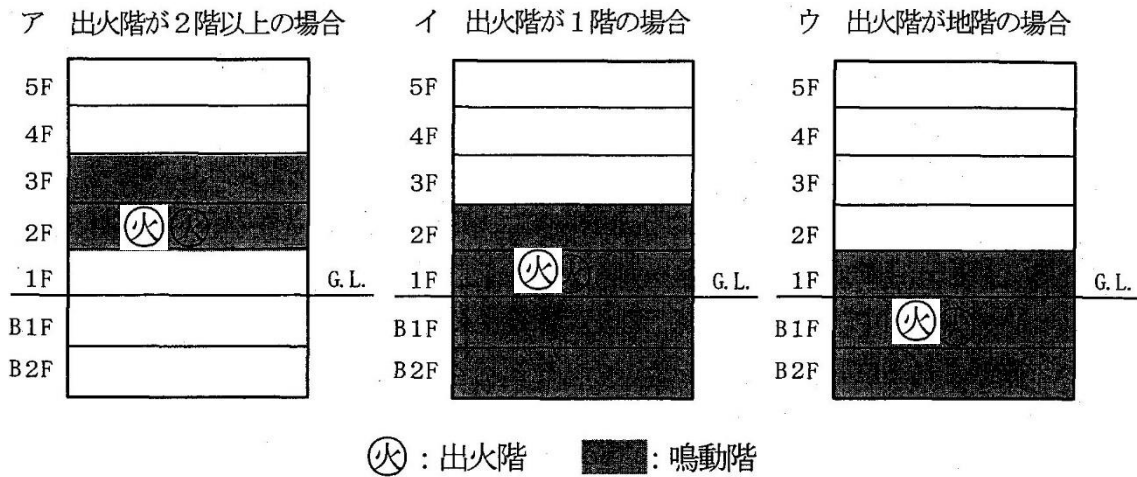 ア 出火階が2階以上の場合
5F
4F
3F
2F
火
1F
G.L.
B1F
B2F
イ 出火階が1階の場合
5F
4F
3F
2F
1F
火
G.L.
B1F
B2F
ウ 出火階が地階の場合
5F
4F
3F
2F
1F
G.L.
B1F
火
B2F
火:出火階
:鳴動階